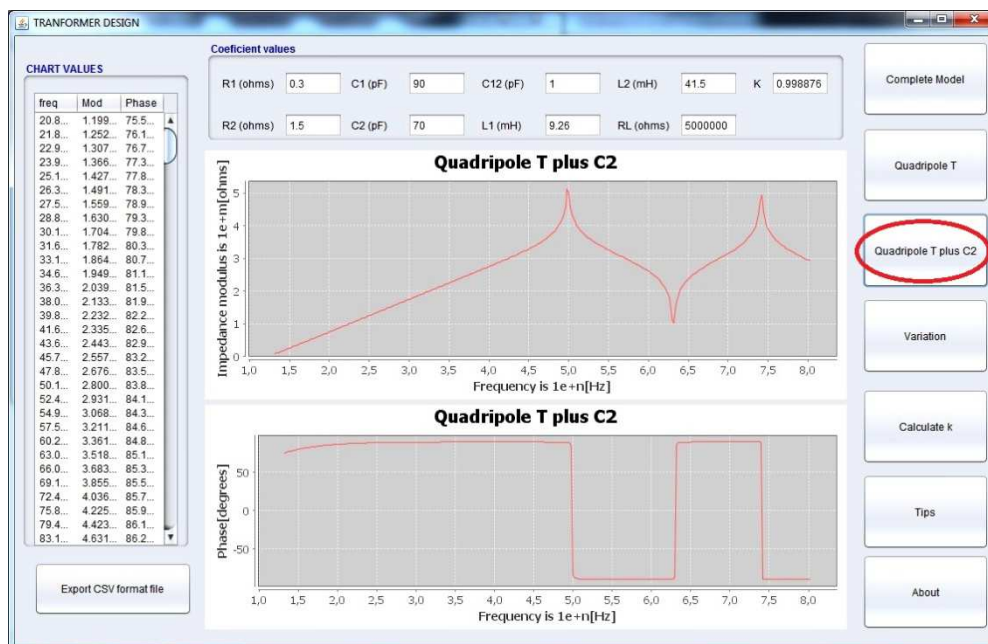 TRANFORMER DESIGN
CHART VALUES
freq Mod Phase
20.8... 1.199... 75.5...
21.8... 1.252... 76.1...
22.9... 1.307... 76.7...
23.9... 1.366... 77.3...
25.1... 1.427... 77.8...
26.3... 1.491... 78.3...
27.5... 1.559... 78.9...
28.8... 1.630... 79.3...
30.1... 1.704... 79.8...
31.6... 1.782... 80.3...
33.1... 1.864... 80.7...
34.6... 1.949... 81.1...
36.3... 2.039... 81.5...
38.0... 2.133... 81.9...
39.8... 2.232... 82.2...
41.6... 2.335... 82.6...
43.6... 2.443... 82.9...
45.7... 2.557... 83.2...
47.8... 2.676... 83.5...
50.1... 2.800... 83.8...
52.4... 2.931... 84.1...
54.9... 3.068... 84.3...
57.5... 3.211... 84.6...
60.2... 3.361... 84.8...
63.0... 3.518... 85.1...
66.0... 3.683... 85.3...
69.1... 3.855... 85.5...
72.4... 4.036... 85.7...
75.8... 4.225... 85.9...
79.4... 4.423... 86.1...
83.1... 4.631... 86.2...
Export CSV format file
Coeficient values
R1 (ohms) 0.3 C1 (pF) 90 C12 (pF) 1 L2 (mH) 41.5 K 0.998876
R2 (ohms) 1.5 C2 (pF) 70 L1 (mH) 9.26 RL (ohms) 5000000
Quadripole T plus C2
Impedance modulus is 1e+m[ohms]
5
4
3
2
1
0
1,0 1,5 2,0 2,5 3,0 3,5 4,0 4,5 5,0 5,5 6,0 6,5 7,0 7,5 8,0
Frequency is 1e+n[Hz]
Quadripole T plus C2
Phase[degrees]
50
0
-50
1,0 1,5 2,0 2,5 3,0 3,5 4,0 4,5 5,0 5,5 6,0 6,5 7,0 7,5 8,0
Frequency is 1e+n[Hz]
Complete Model
Quadripole T
Quadripole T plus C2
Variation
Calculate k
Tips
About